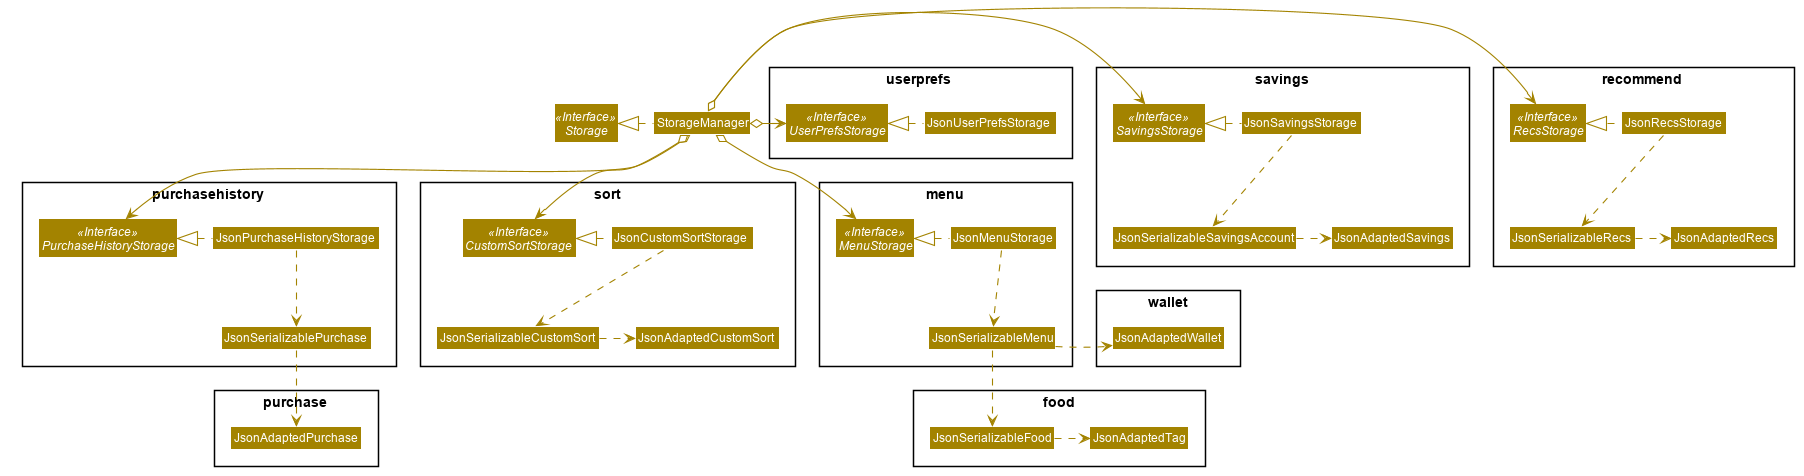 userprefs
savings
recommend
«Interface»
Storage
StorageManager
«Interface»
UserPrefsStorage
JsonUserPrefsStorage
«Interface»
SavingsStorage
JsonSavingsStorage
«Interface»
RecsStorage
JsonRecsStorage
purchasehistory
sort
menu
«Interface»
PurchaseHistoryStorage
JsonPurchaseHistoryStorage
«Interface»
CustomSortStorage
JsonCustomSortStorage
«Interface»
MenuStorage
JsonMenuStorage
JsonSerializableSavingsAccount
JsonAdaptedSavings
JsonSerializableRecs
JsonAdaptedRecs
wallet
JsonSerializablePurchase
JsonSerializableCustomSort
JsonAdaptedCustomSort
JsonSerializableMenu
JsonAdaptedWallet
purchase
food
JsonAdaptedPurchase
JsonSerializableFood
JsonAdaptedTag